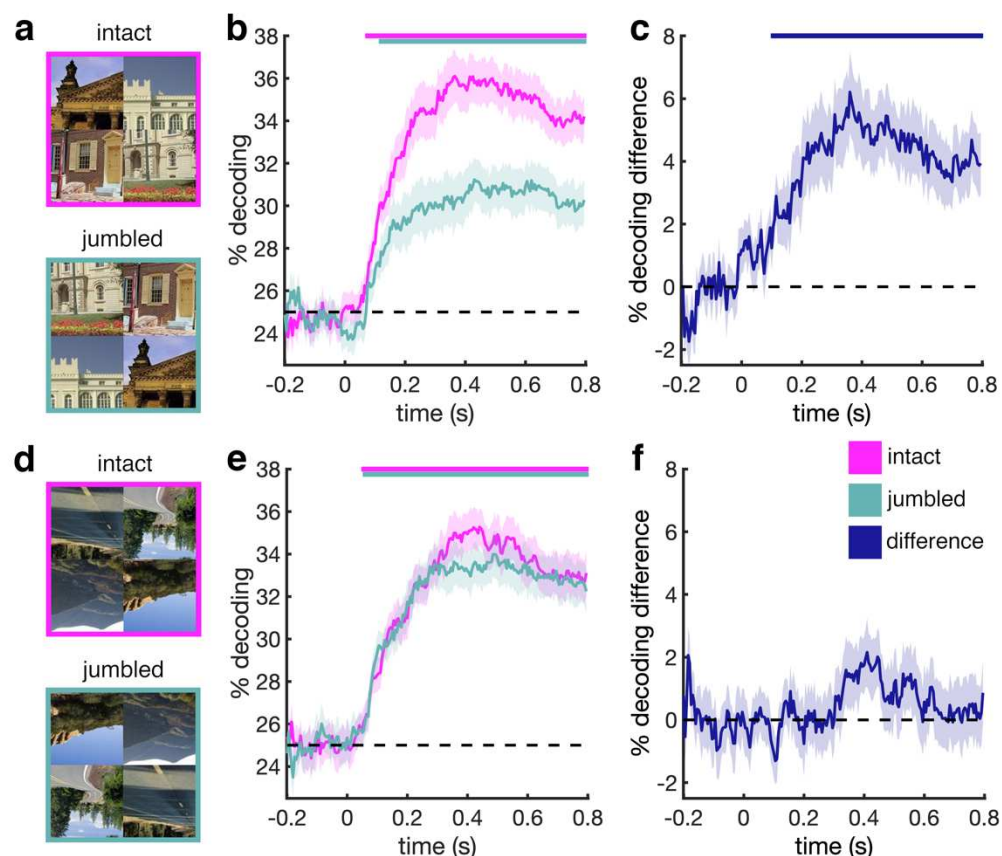 a
intact
jumbled
b
38
36
34
32
30
28
26
24
% decoding
-0.2 0 0.2 0.4 0.6 0.8
time (s)
c
8
6
4
2
0
-2
% decoding difference
-0.2 0 0.2 0.4 0.6 0.8
time (s)
d
intact
jumbled
e
38
36
34
32
30
28
26
24
% decoding
-0.2 0 0.2 0.4 0.6 0.8
time (s)
f
8
6
4
2
0
-2
% decoding difference
-0.2 0 0.2 0.4 0.6 0.8
time (s)
intact
jumbled
difference